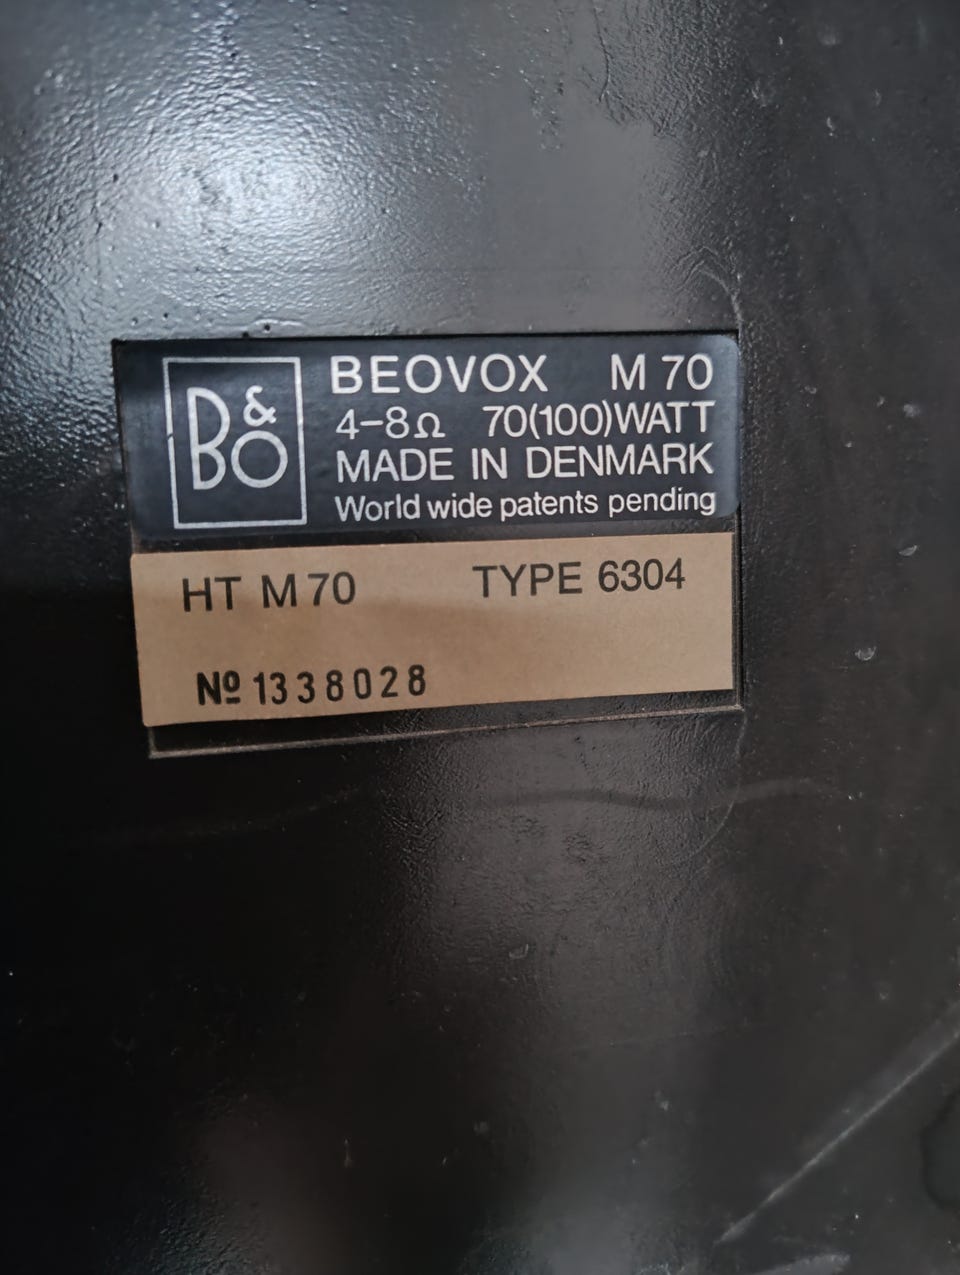 B&O
BEOVOX M 70
4-8Ω 70(100)WATT
MADE IN DENMARK
World wide patents pending
HT M 70 TYPE 6304
Nº 1338028